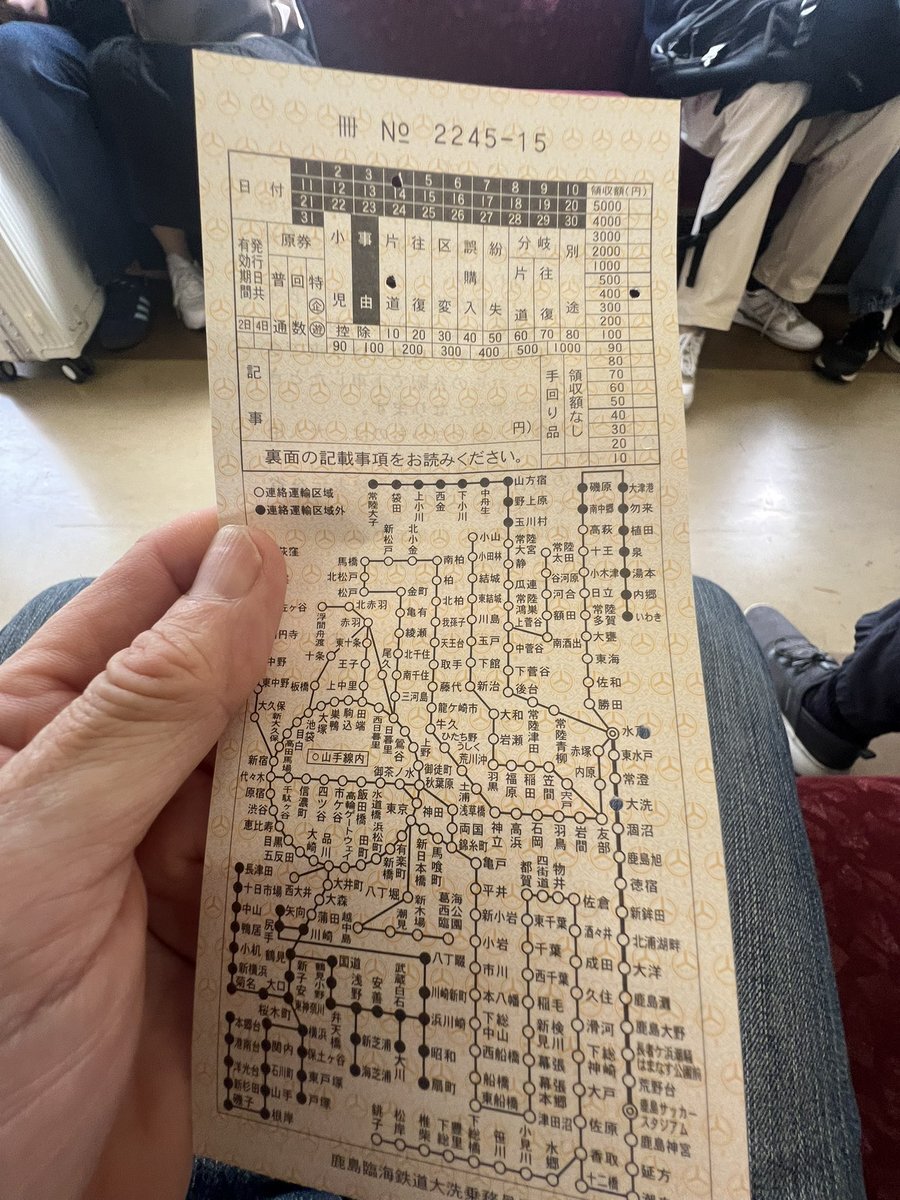 冊 № 2245-15
日付
1 2 3 5 6 7 8 9 10
11 12 13 14 15 16 17 18 19 20
21 22 23 24 25 26 27 28 29 30
31
領収額(円)
5000
4000
3000
2000
1000
500
400
300
200
100
90
80
70
60
50
40
30
20
10
発行日共
有効期間
2日 4日
原券
普通
回数
特
企
遊
小児
事由
片道
往復
区変
誤購入
紛失
分岐
片道
往復
別途
控除
10 20 30 40 50 60 70 80
90 100 200 300 400 500 1000
記事
円)
手回り品
領収額なし
裏面の記載事項をお読みください。
○連絡運輸区域
●連絡運輸区域外
常陸大子
袋田
上小川
西金
下小川
中舟生
山方宿
野上原
玉川村
磯原
南中郷
高萩
十王
小木津
日立
常陸多賀
大甕
東海
佐和
勝田
大津港
勿来
植田
泉
湯本
内郷
いわき
新松戸
北小金
馬橋
北松戸
松戸
金町
亀有
綾瀬
北千住
南千住
三河島
南柏
柏
北柏
我孫子
天王台
取手
藤代
龍ケ崎市
牛久
ひたち野うしく
荒川沖
土浦
小山
小田林
結城
東結城
川島
玉戸
下館
新治
大和
岩瀬
羽黒
福原
稲田
笠間
宍戸
常陸大宮
静
瓜連
常陸鴻巣
上菅谷
中菅谷
下菅谷
後台
常陸津田
常陸青柳
常陸太田
谷河原
河合
額田
南酒出
水戸
赤塚
内原
友部
岩間
羽鳥
石岡
高浜
神立
東水戸
常澄
大洗
涸沼
鹿島旭
徳宿
新鉾田
北浦湖畔
大洋
鹿島灘
鹿島大野
長者ケ浜潮騒はまなす公園前
荒野台
鹿島サッカースタジアム
鹿島神宮
延方
荻窪
中野
東中野
大久保
新宿
代々木
原宿
渋谷
恵比寿
目黒
五反田
浮間舟渡
北赤羽
赤羽
東十条
十条
王子
板橋
上中里
尾久
新大久保
高田馬場
目白
池袋
大塚
巣鴨
駒込
田端
西日暮里
日暮里
鶯谷
上野
御徒町
秋葉原
○山手線内
御茶ノ水
神田
東京
千駄ヶ谷
信濃町
四ツ谷
市ケ谷
飯田橋
水道橋
大崎
品川
高輪ゲートウェイ
田町
浜松町
新橋
有楽町
新日本橋
馬喰町
浅草橋
両国
錦糸町
亀戸
平井
新小岩
小岩
市川
本八幡
下総中山
西船橋
船橋
東船橋
津田沼
幕張本郷
幕張
新検見川
稲毛
西千葉
千葉
東千葉
都賀
四街道
物井
佐倉
酒々井
成田
久住
滑河
下総神崎
大戸
佐原
香取
十二橋
西大井
大井町
大森
蒲田
川崎
八丁堀
越中島
潮見
新木場
葛西臨海公園
長津田
十日市場
中山
鴨居
小机
新横浜
菊名
大口
矢向
尻手
鶴見
新子安
東神奈川
国道
鶴見小野
弁天橋
浅野
安善
武蔵白石
八丁畷
川崎新町
浜川崎
新芝浦
海芝浦
大川
昭和
扇町
桜木町
横浜
保土ヶ谷
東戸塚
戸塚
関内
石川町
山手
根岸
本郷台
港南台
洋光台
新杉田
磯子
銚子
松岸
椎柴
下総豊里
下総橘
笹川
小見川
水郷